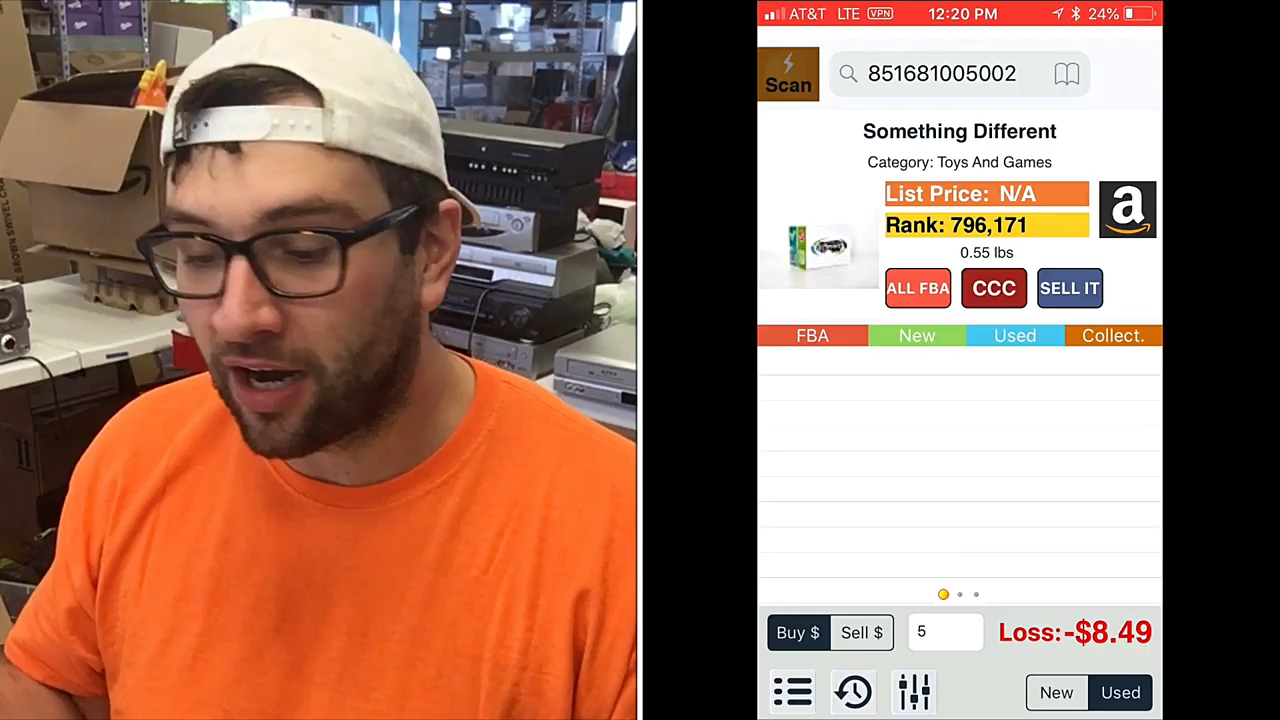 AT&T LTE VPN 12:20 PM 24%
Scan
851681005002
Something Different
Category: Toys And Games
List Price: N/A
Rank: 796,171
0.55 lbs
ALL FBA CCC SELL IT
FBA New Used Collect.
Buy $ Sell $ 5 Loss:-$8.49
New Used